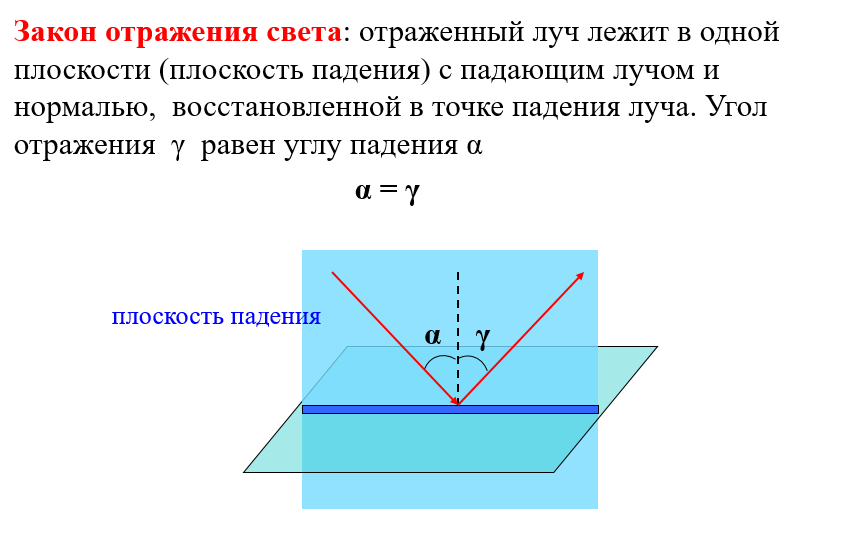 Закон отражения света: отраженный луч лежит в одной
плоскости (плоскость падения) с падающим лучом и
нормалью, восстановленной в точке падения луча. Угол
отражения γ равен углу падения α
α = γ
плоскость падения
α γ